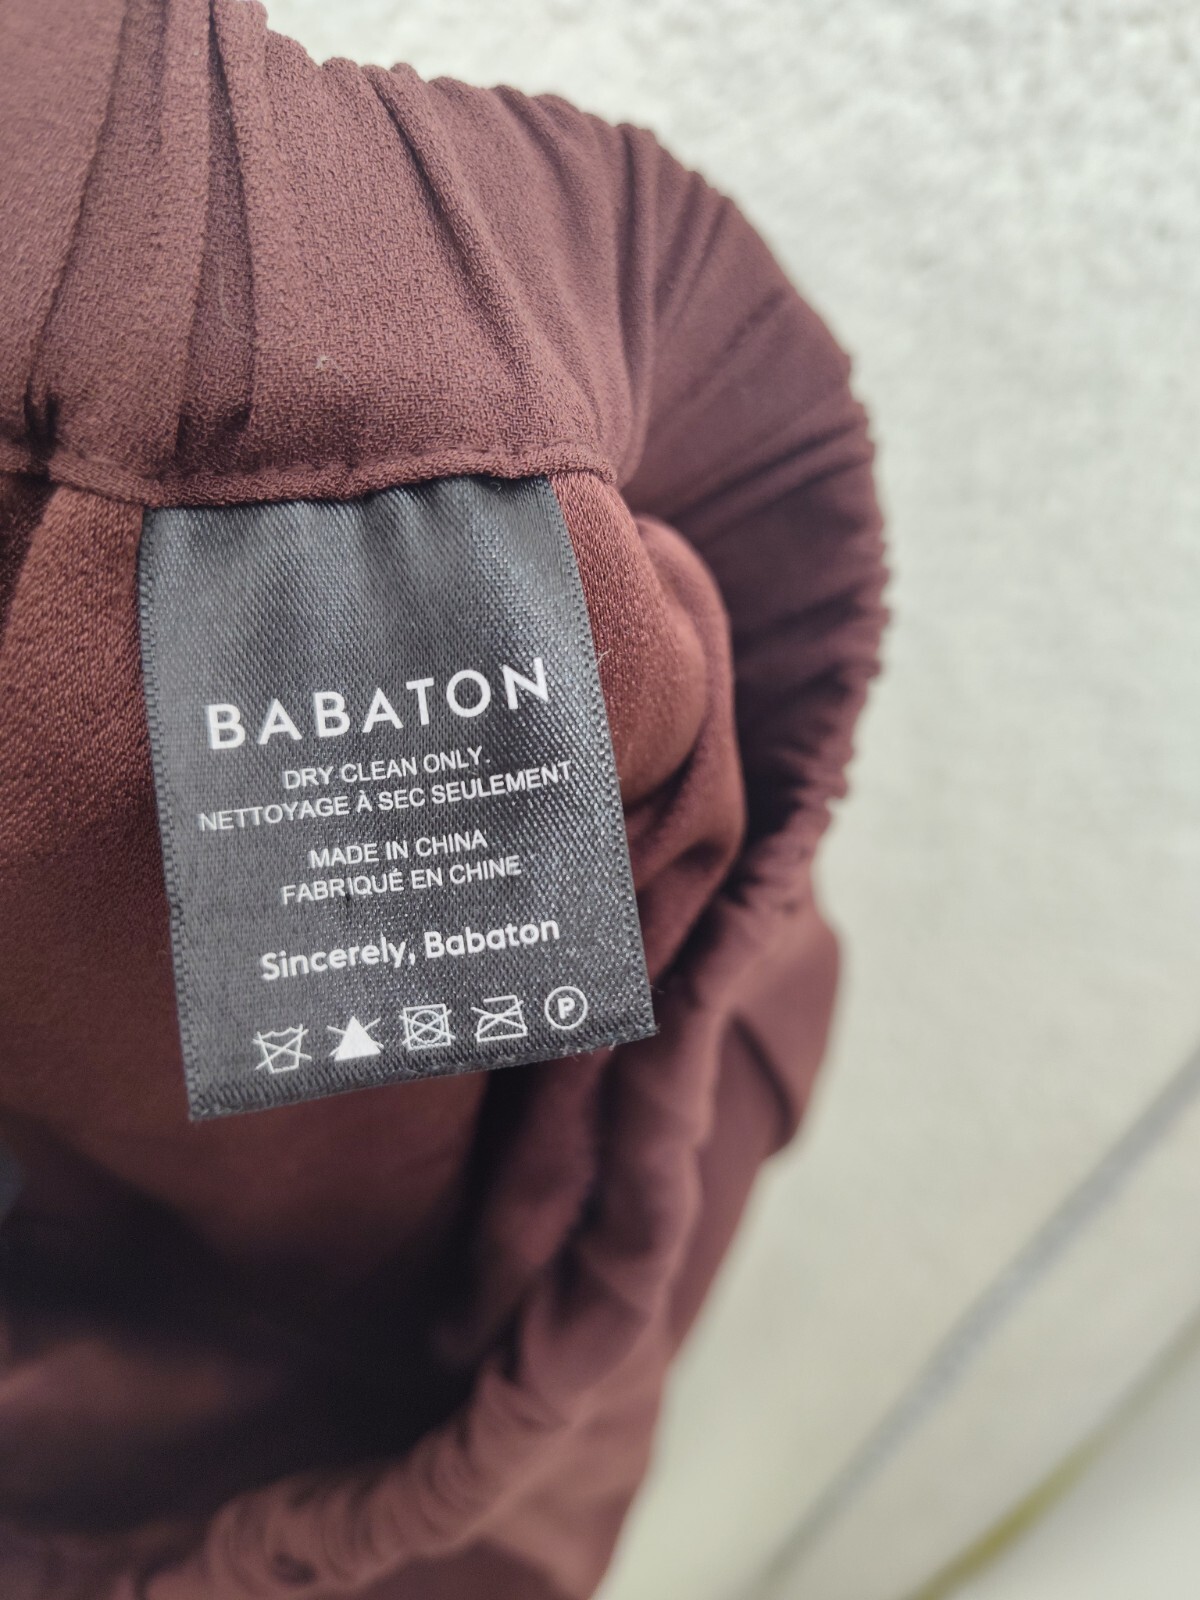 BABATON
DRY CLEAN ONLY
NETTOYAGE À SEC SEULEMENT
MADE IN CHINA
FABRIQUÉ EN CHINE
Sincerely, Babaton
P